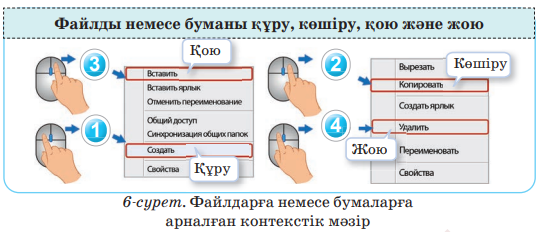 Файлды немесе буманы құру, көшіру, қою және жою
3
Қою
Вставить
Вставить ярлык
Отменить переименование
Общий доступ
Синхронизация общих папок
1
Создать
Құру
Свойства
2
Вырезать
Көшіру
Копировать
Создать ярлык
4
Удалить
Жою
Переименовать
Свойства
6-сурет. Файлдарға немесе бумаларға
арналған контекстік мәзір